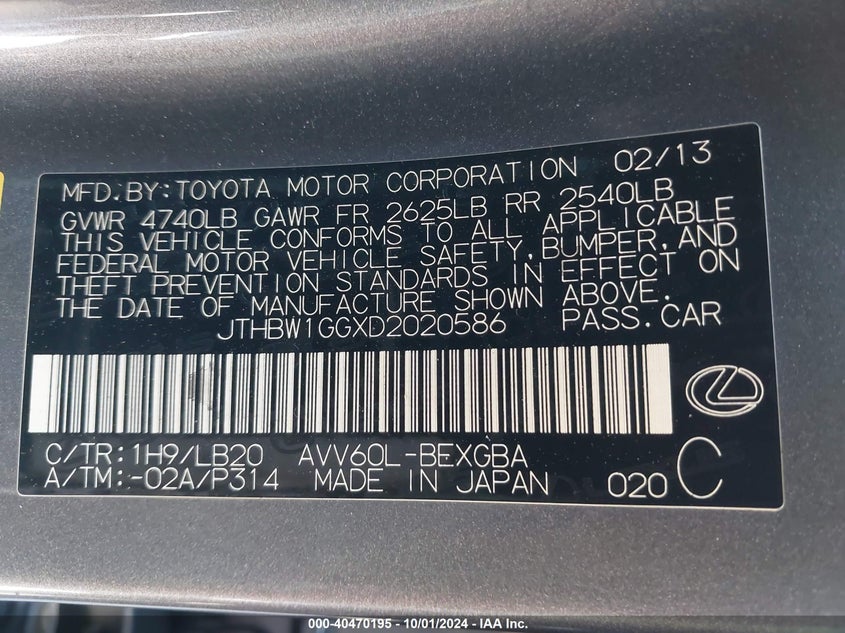 MFD.BY:TOYOTA MOTOR CORPORATION 02/13
GVWR 4740LB GAWR FR 2625LB RR 2540LB
THIS VEHICLE CONFORMS TO ALL APPLICABLE
FEDERAL MOTOR VEHICLE SAFETY,BUMPER,AND
THEFT PREVENTION STANDARDS IN EFFECT ON
THE DATE OF MANUFACTURE SHOWN ABOVE.
JTHBW1GGXD2020586 PASS.CAR
C/TR:1H9/LB20 AVV60L-BEXGBA
A/TM:-02A/P314 MADE IN JAPAN 020 C
000-40470195 - 10/01/2024 - IAA Inc.